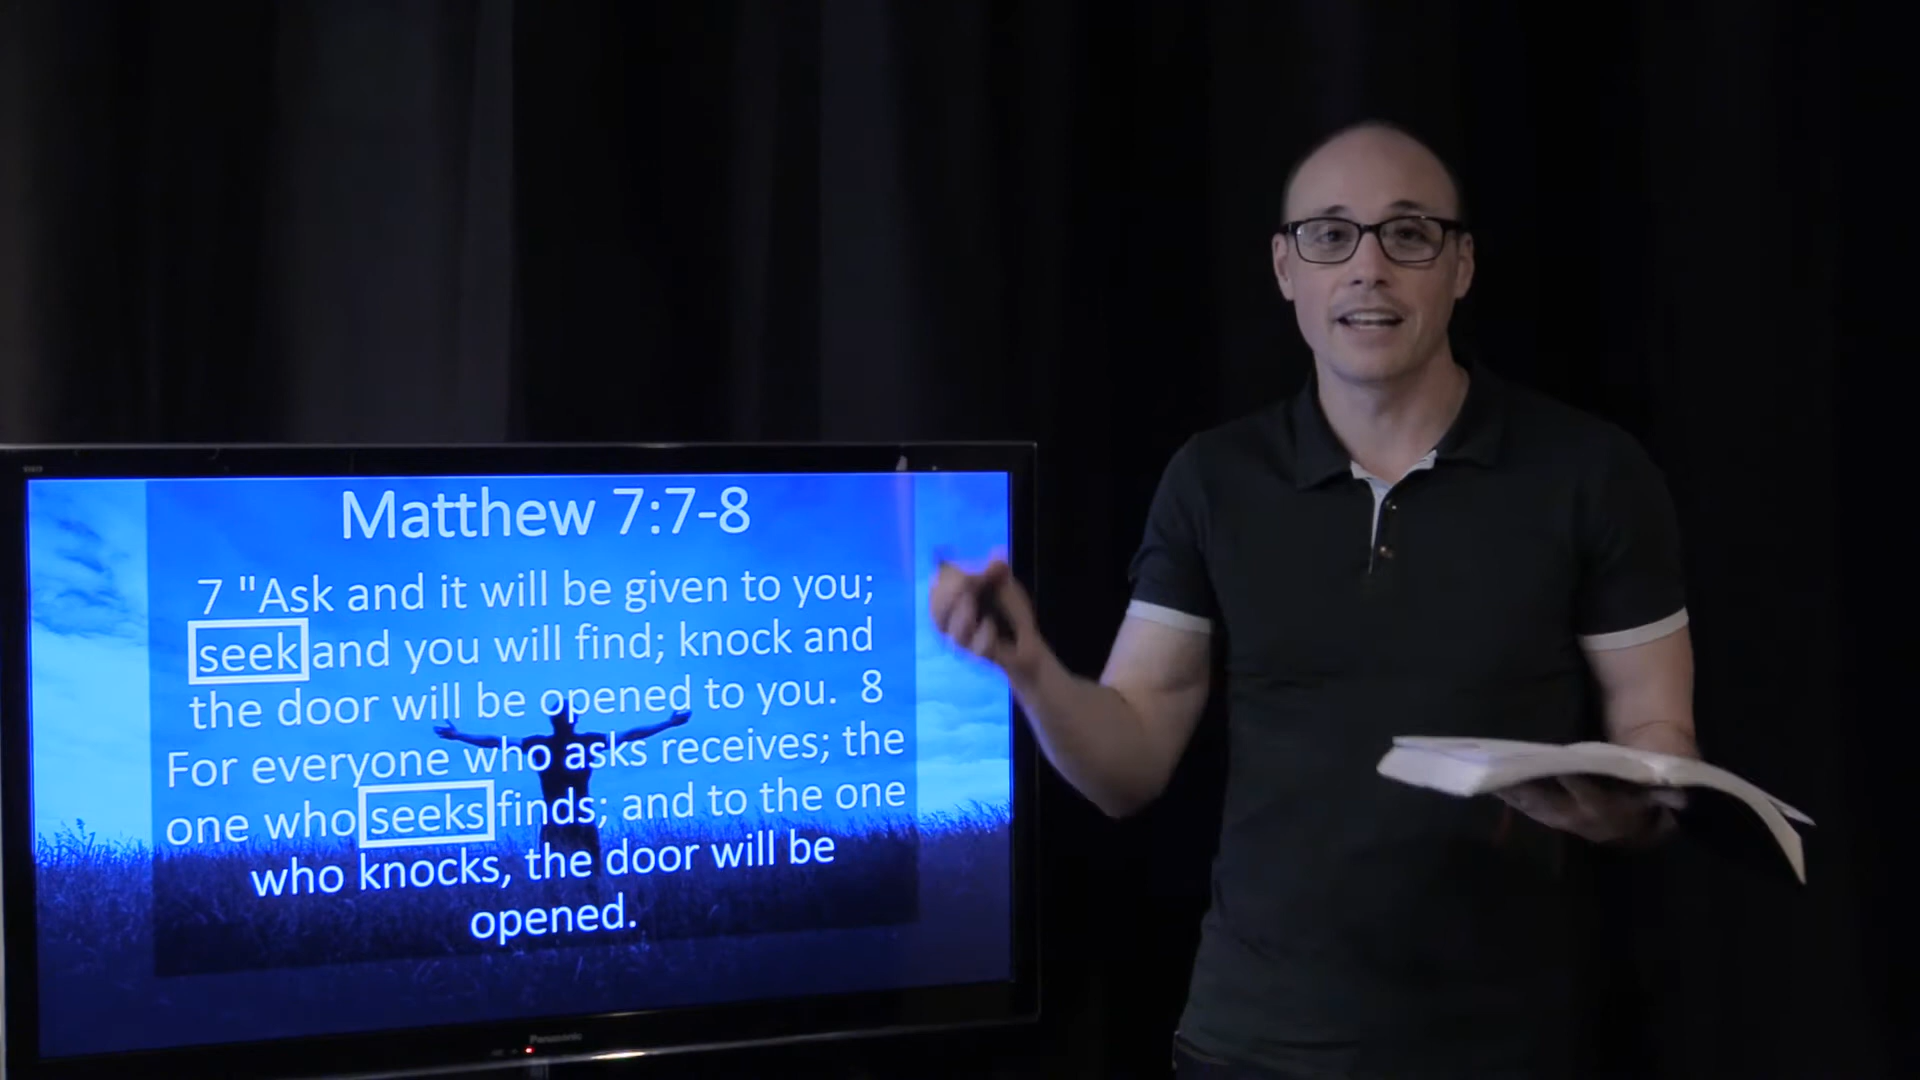 Matthew 7:7-8
7 "Ask and it will be given to you;
seek and you will find; knock and
the door will be opened to you.  8
For everyone who asks receives; the
one who seeks finds; and to the one
who knocks, the door will be
opened.
Panasonic